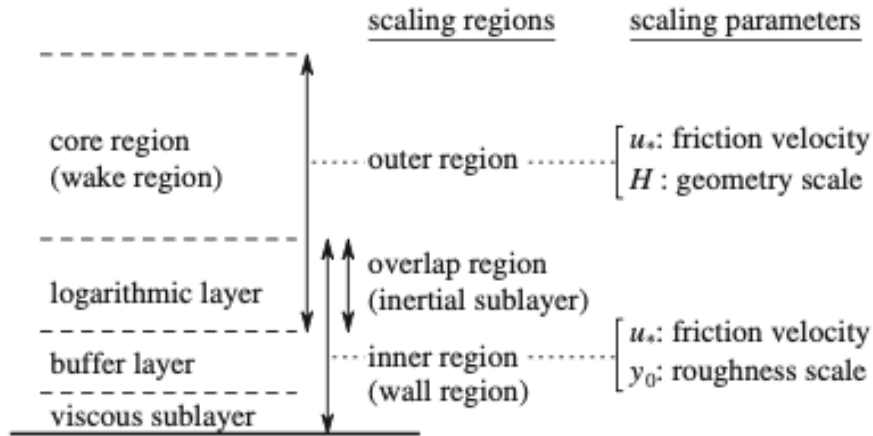 scaling regions
scaling parameters
core region
(wake region)
outer region
u*: friction velocity
H : geometry scale
logarithmic layer
overlap region
(inertial sublayer)
buffer layer
inner region
(wall region)
u*: friction velocity
y0: roughness scale
viscous sublayer